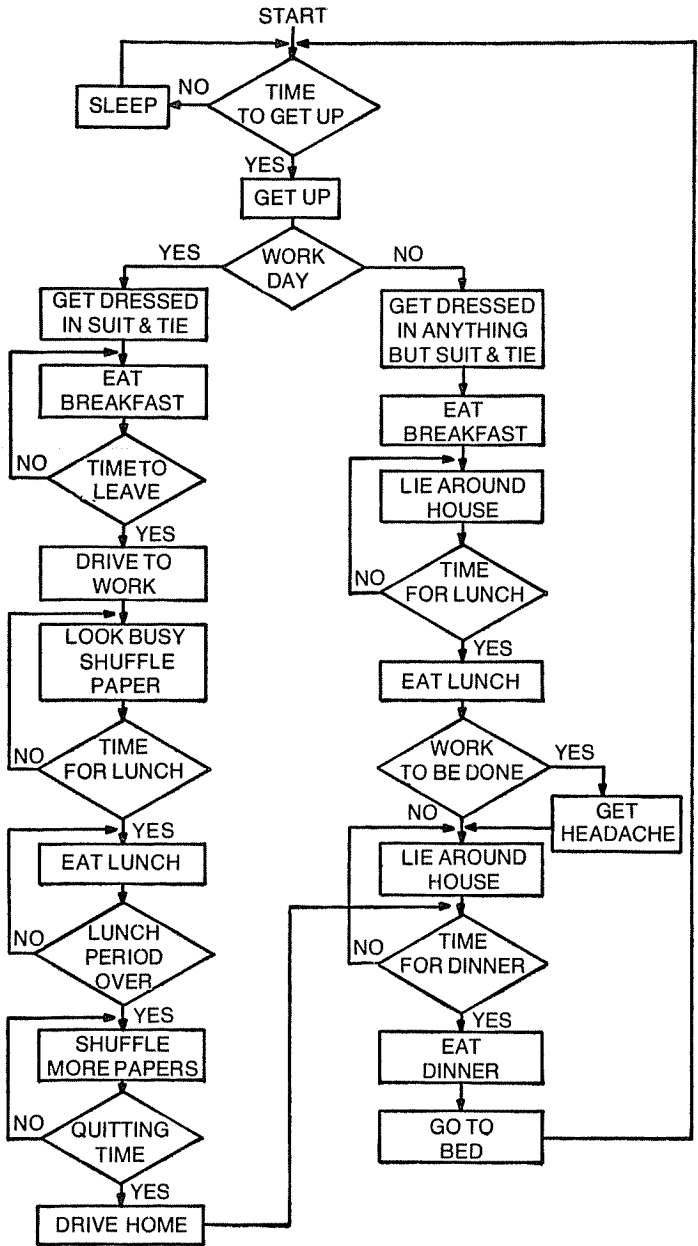 START
NO
SLEEP
TIME
TO GET UP
YES
GET UP
YES
WORK
DAY
NO
GET DRESSED
IN SUIT & TIE
EAT
BREAKFAST
NO
TIME TO
LEAVE
YES
DRIVE TO
WORK
LOOK BUSY
SHUFFLE
PAPER
NO
TIME
FOR LUNCH
YES
EAT LUNCH
NO
LUNCH
PERIOD
OVER
YES
SHUFFLE
MORE PAPERS
NO
QUITTING
TIME
YES
DRIVE HOME
GET DRESSED
IN ANYTHING
BUT SUIT & TIE
EAT
BREAKFAST
LIE AROUND
HOUSE
NO
TIME
FOR LUNCH
YES
EAT LUNCH
WORK
TO BE DONE
YES
GET
HEADACHE
NO
LIE AROUND
HOUSE
NO
TIME
FOR DINNER
YES
EAT
DINNER
GO TO
BED